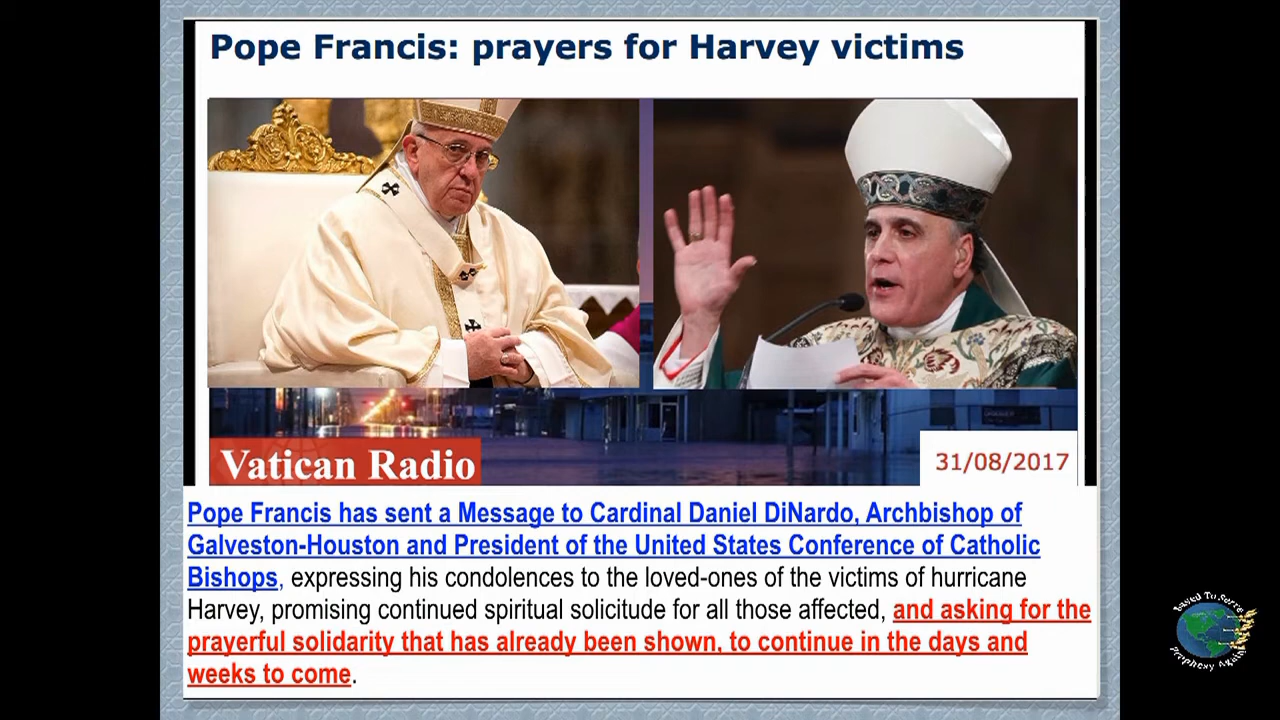 Pope Francis: prayers for Harvey victims
Vatican Radio
31/08/2017
Pope Francis has sent a Message to Cardinal Daniel DiNardo, Archbishop of
Galveston-Houston and President of the United States Conference of Catholic
Bishops, expressing his condolences to the loved-ones of the victims of hurricane
Harvey, promising continued spiritual solicitude for all those affected, and asking for the
prayerful solidarity that has already been shown, to continue in the days and
weeks to come.
Prophecy Again